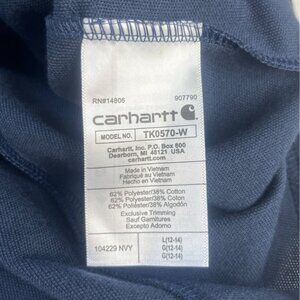 RN#14806 907790
carhartt
MODEL NO. TK0570-W
Carhartt, Inc. P.O. Box 600
Dearborn, MI 48121 USA
carhartt.com
Made in Vietnam
Fabriqué au Vietnam
Hecho en Vietnam
62% Polyester/38% Cotton
62% Polyester/38% Coton
62% Poliéster/38% Algodón
Exclusive Trimming
Sauf Garnitures
Excepto Adorno
104229 NVY
L(12-14)
G(12-14)
G(12-14)